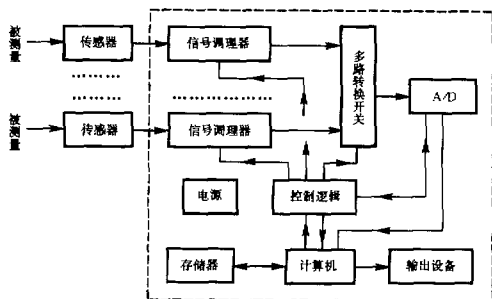 被测量
传感器
信号调理器
多路转换开关
A/D
被测量
传感器
信号调理器
电源
控制逻辑
存储器
计算机
输出设备